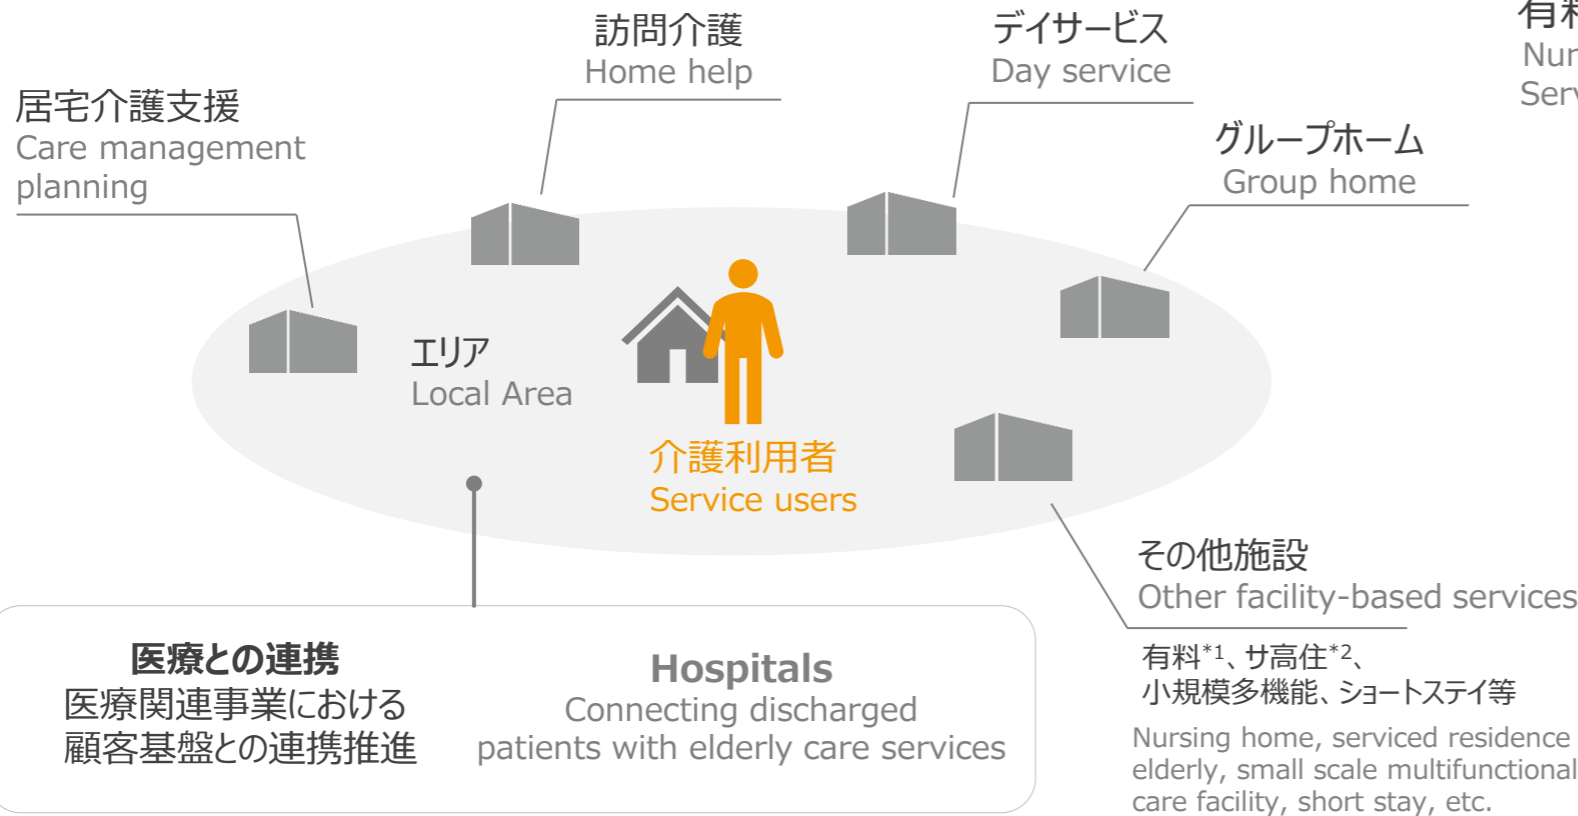 訪問介護
Home help
デイサービス
Day service
居宅介護支援
Care management
planning
グループホーム
Group home
エリア
Local Area
介護利用者
Service users
その他施設
Other facility-based services
有料*1、サ高住*2、
小規模多機能、ショートステイ等
Nursing home, serviced residence
elderly, small scale multifunctional
care facility, short stay, etc.
医療との連携
医療関連事業における
顧客基盤との連携推進
Hospitals
Connecting discharged
patients with elderly care services